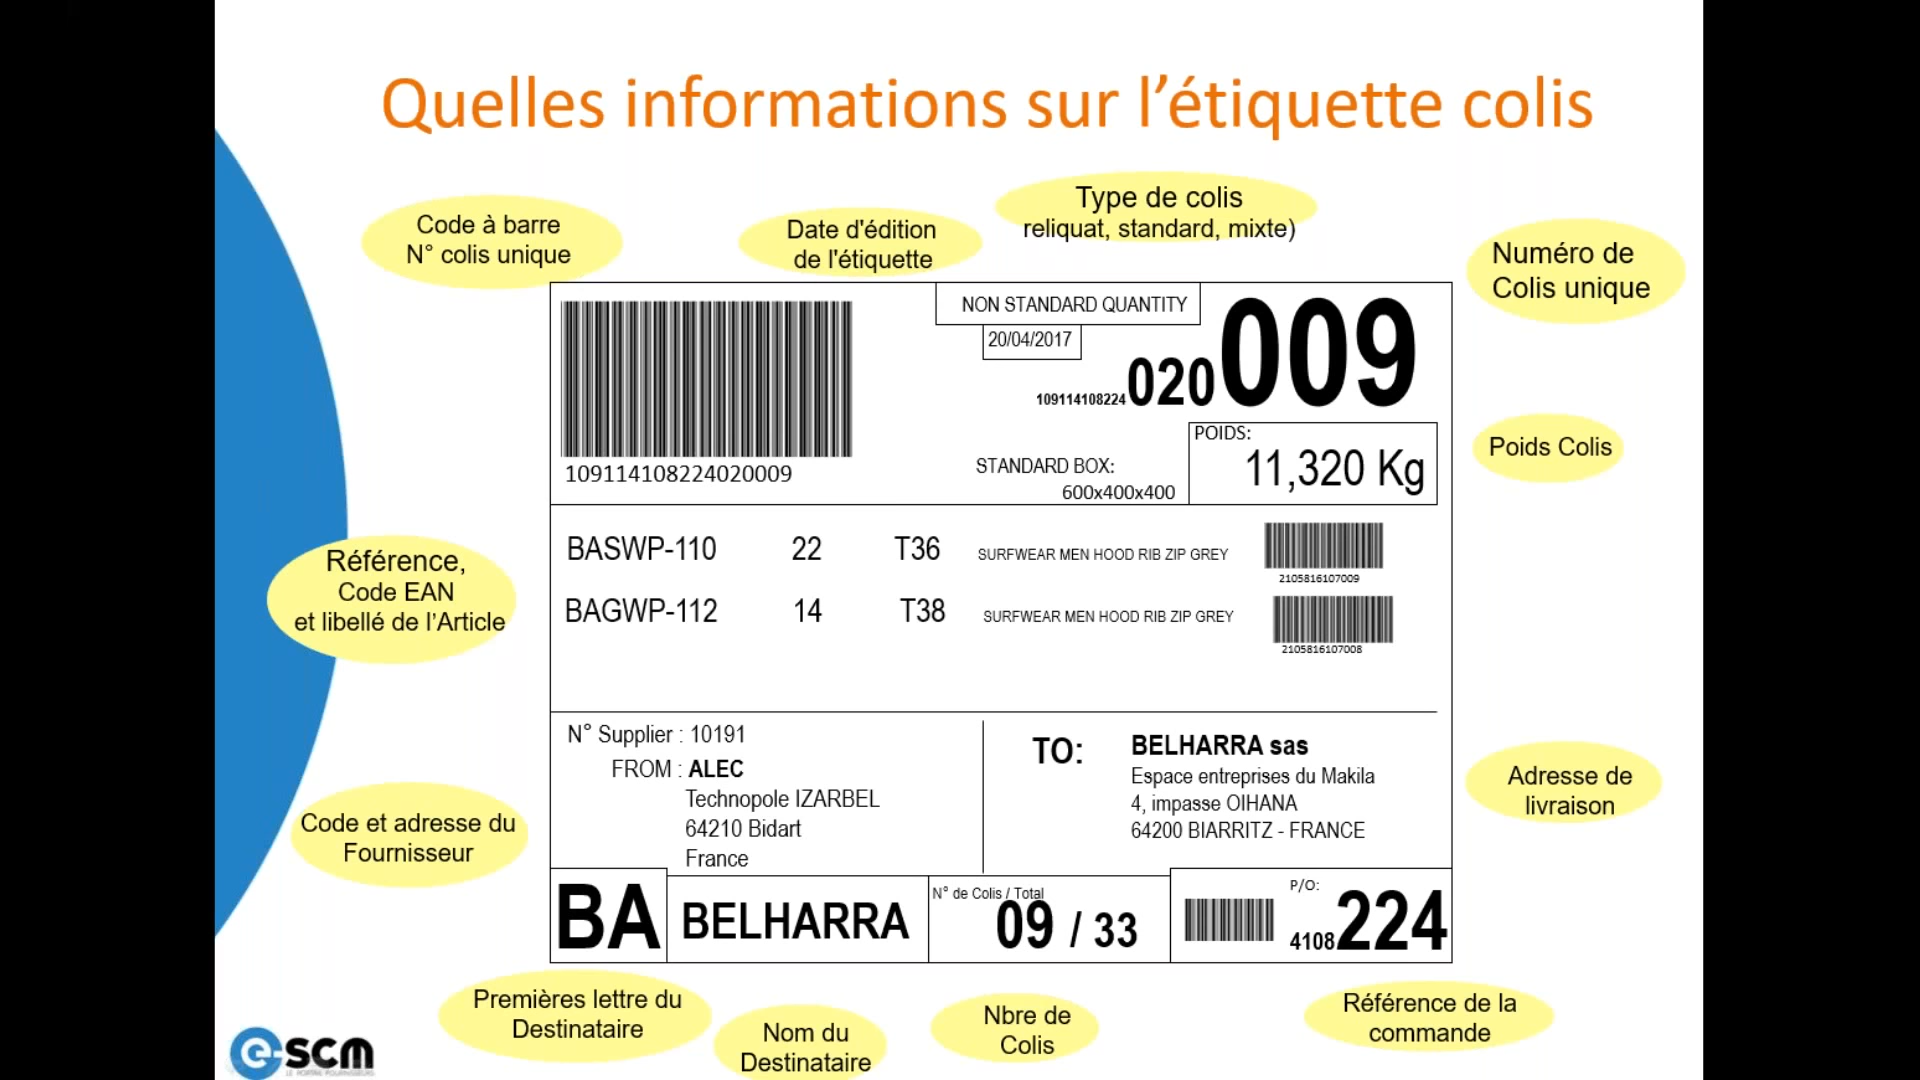 Quelles informations sur l’étiquette colis
Code à barre
N° colis unique
Date d'édition
de l'étiquette
Type de colis
reliquat, standard, mixte)
Numéro de
Colis unique
NON STANDARD QUANTITY
20/04/2017
109114108224020009
109114108224020009
STANDARD BOX:
600x400x400
POIDS:
11,320 Kg
Poids Colis
Référence,
Code EAN
et libellé de l’Article
BASWP-110 22 T36 SURFWEAR MEN HOOD RIB ZIP GREY
2105816107009
BAGWP-112 14 T38 SURFWEAR MEN HOOD RIB ZIP GREY
2105816107008
N° Supplier : 10191
FROM : ALEC
Technopole IZARBEL
64210 Bidart
France
TO: BELHARRA sas
Espace entreprises du Makila
4, impasse OIHANA
64200 BIARRITZ - FRANCE
Code et adresse du
Fournisseur
Adresse de
livraison
BA
BELHARRA
N° de Colis / Total
09 / 33
P/O:
4108224
Premières lettre du
Destinataire
Nom du
Destinataire
Nbre de
Colis
Référence de la
commande
e-scm
LE PORTAIL FOURNISSEURS